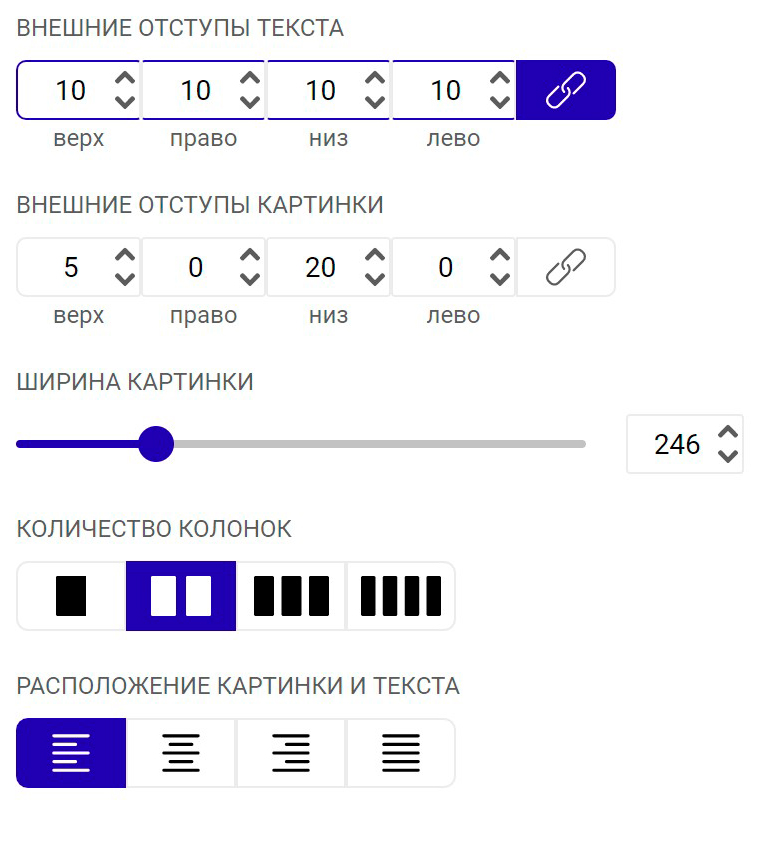 ВНЕШНИЕ ОТСТУПЫ ТЕКСТА
10 10 10 10
верх право низ лево
ВНЕШНИЕ ОТСТУПЫ КАРТИНКИ
5 0 20 0
верх право низ лево
ШИРИНА КАРТИНКИ
246
КОЛИЧЕСТВО КОЛОНОК
РАСПОЛОЖЕНИЕ КАРТИНКИ И ТЕКСТА